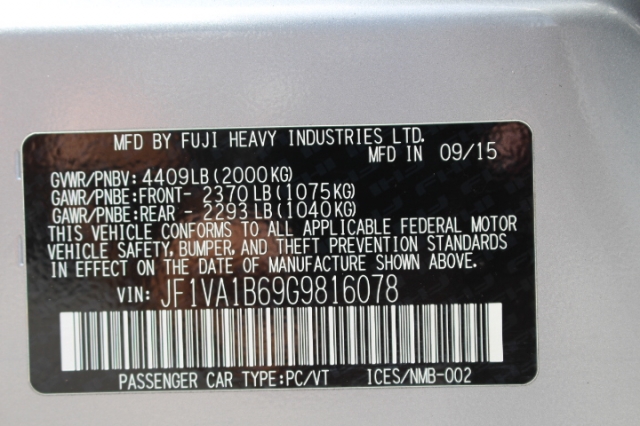 MFD BY FUJI HEAVY INDUSTRIES LTD.
MFD IN 09/15
GVWR/PNBV: 4409LB (2000KG)
GAWR/PNBE:FRONT- 2370 LB (1075KG)
GAWR/PNBE:REAR - 2293 LB (1040KG)
THIS VEHICLE CONFORMS TO ALL APPLICABLE FEDERAL MOTOR
VEHICLE SAFETY, BUMPER, AND THEFT PREVENTION STANDARDS
IN EFFECT ON THE DATE OF MANUFACTURE SHOWN ABOVE.
VIN: JF1VA1B69G9816078
PASSENGER CAR TYPE:PC/VT ICES/NMB-002